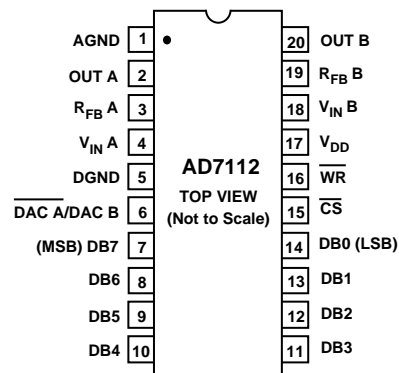 AGND 1
OUT A 2
RFB A 3
VIN A 4
DGND 5
DAC A/DAC B 6
(MSB) DB7 7
DB6 8
DB5 9
DB4 10
AD7112
TOP VIEW
(Not to Scale)
20 OUT B
19 RFB B
18 VIN B
17 VDD
16 WR
15 CS
14 DB0 (LSB)
13 DB1
12 DB2
11 DB3